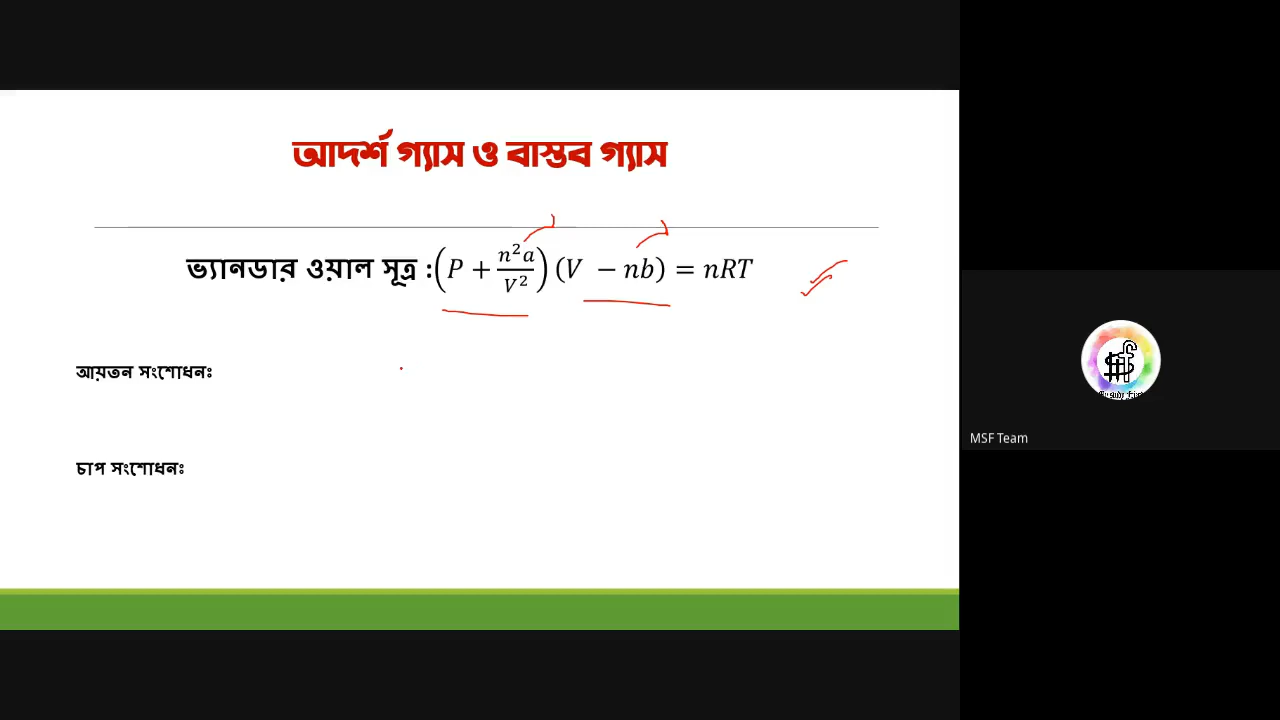 আদর্শ গ্যাস ও বাস্তব গ্যাস
ভ্যানডার ওয়াল সূত্র :(P + n²a/V²) (V − nb) = nRT
আয়তন সংশোধনঃ
চাপ সংশোধনঃ
MSF Team